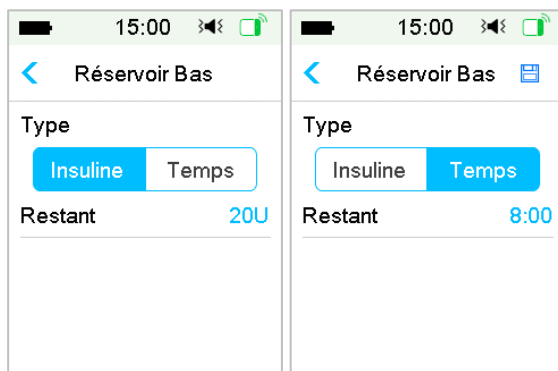 15:00
Réservoir Bas
Type
Insuline Temps
Restant 20U
15:00
Réservoir Bas
Type
Insuline Temps
Restant 8:00